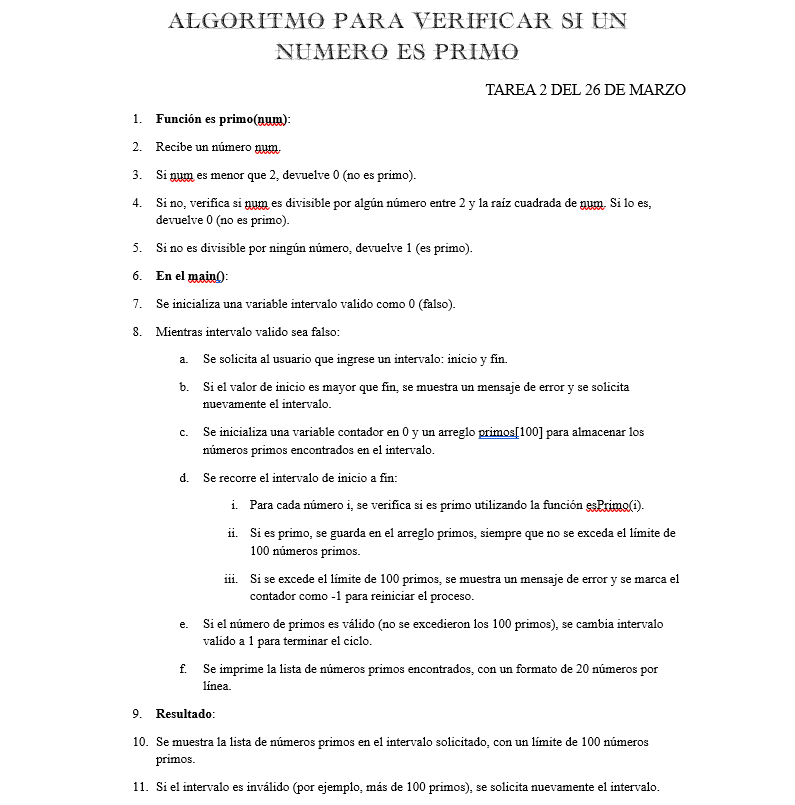 ALGORITMO PARA VERIFICAR SI UN
NUMERO ES PRIMO
TAREA 2 DEL 26 DE MARZO
1. Función es primo(num):
2. Recibe un número num.
3. Si num es menor que 2, devuelve 0 (no es primo).
4. Si no, verifica si num es divisible por algún número entre 2 y la raíz cuadrada de num. Si lo es,
devuelve 0 (no es primo).
5. Si no es divisible por ningún número, devuelve 1 (es primo).
6. En el main():
7. Se inicializa una variable intervalo valido como 0 (falso).
8. Mientras intervalo valido sea falso:
a. Se solicita al usuario que ingrese un intervalo: inicio y fin.
b. Si el valor de inicio es mayor que fin, se muestra un mensaje de error y se solicita
nuevamente el intervalo.
c. Se inicializa una variable contador en 0 y un arreglo primos[100] para almacenar los
números primos encontrados en el intervalo.
d. Se recorre el intervalo de inicio a fin:
i. Para cada número i, se verifica si es primo utilizando la función esPrimo(i).
ii. Si es primo, se guarda en el arreglo primos, siempre que no se exceda el límite de
100 números primos.
iii. Si se excede el límite de 100 primos, se muestra un mensaje de error y se marca el
contador como -1 para reiniciar el proceso.
e. Si el número de primos es válido (no se excedieron los 100 primos), se cambia intervalo
valido a 1 para terminar el ciclo.
f. Se imprime la lista de números primos encontrados, con un formato de 20 números por
línea.
9. Resultado:
10. Se muestra la lista de números primos en el intervalo solicitado, con un límite de 100 números
primos.
11. Si el intervalo es inválido (por ejemplo, más de 100 primos), se solicita nuevamente el intervalo.